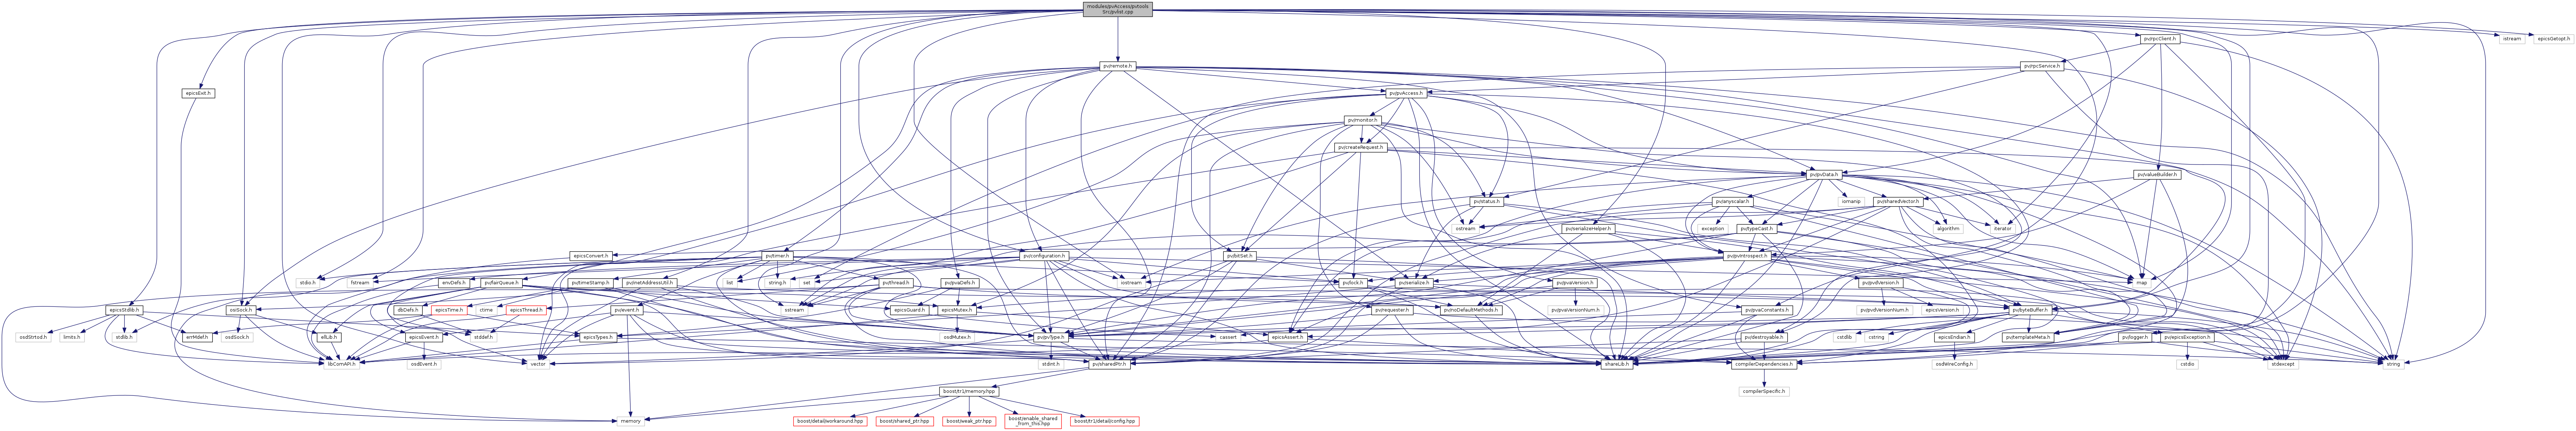 modules/pvAccess/pvtools
Src/pvlist.cpp
pv/rpcClient.h
istream
epicsGetopt.h
pv/remote.h
pv/rpcService.h
epicsExit.h
pv/pvAccess.h
pv/monitor.h
pv/createRequest.h
pv/pvData.h
pv/valueBuilder.h
pv/status.h
pv/anyscalar.h
iomanip
pv/sharedVector.h
ostream
pv/serializeHelper.h
exception
pv/typeCast.h
algorithm
iterator
epicsConvert.h
pv/timer.h
pv/configuration.h
pv/bitSet.h
pv/pvIntrospect.h
stdio.h
fstream
envDefs.h
pv/fairQueue.h
pv/timeStamp.h
pv/netAddressUtil.h
list
string.h
set
pv/thread.h
iostream
pv/pvaDefs.h
pv/lock.h
pv/serialize.h
pv/pvaVersion.h
pv/pvdVersion.h
map
epicsStdlib.h
osiSock.h
dbDefs.h
epicsTime.h
ctime
epicsThread.h
pv/event.h
sstream
epicsGuard.h
epicsMutex.h
pv/requester.h
pv/noDefaultMethods.h
pv/pvaVersionNum.h
pv/pvaConstants.h
pv/pvdVersionNum.h
epicsVersion.h
pv/byteBuffer.h
osdStrtod.h
limits.h
stdlib.h
errMdef.h
osdSock.h
ellLib.h
epicsEvent.h
stddef.h
epicsTypes.h
osdMutex.h
pv/pvType.h
cassert
epicsAssert.h
pv/destroyable.h
cstdlib
cstring
epicsEndian.h
pv/templateMeta.h
pv/logger.h
pv/epicsException.h
libComAPI.h
osdEvent.h
vector
stdint.h
pv/sharedPtr.h
shareLib.h
compilerDependencies.h
osdWireConfig.h
cstdio
stdexcept
string
boost/tr1/memory.hpp
compilerSpecific.h
memory
boost/detail/workaround.hpp
boost/shared_ptr.hpp
boost/weak_ptr.hpp
boost/enable_shared
_from_this.hpp
boost/tr1/detail/config.hpp